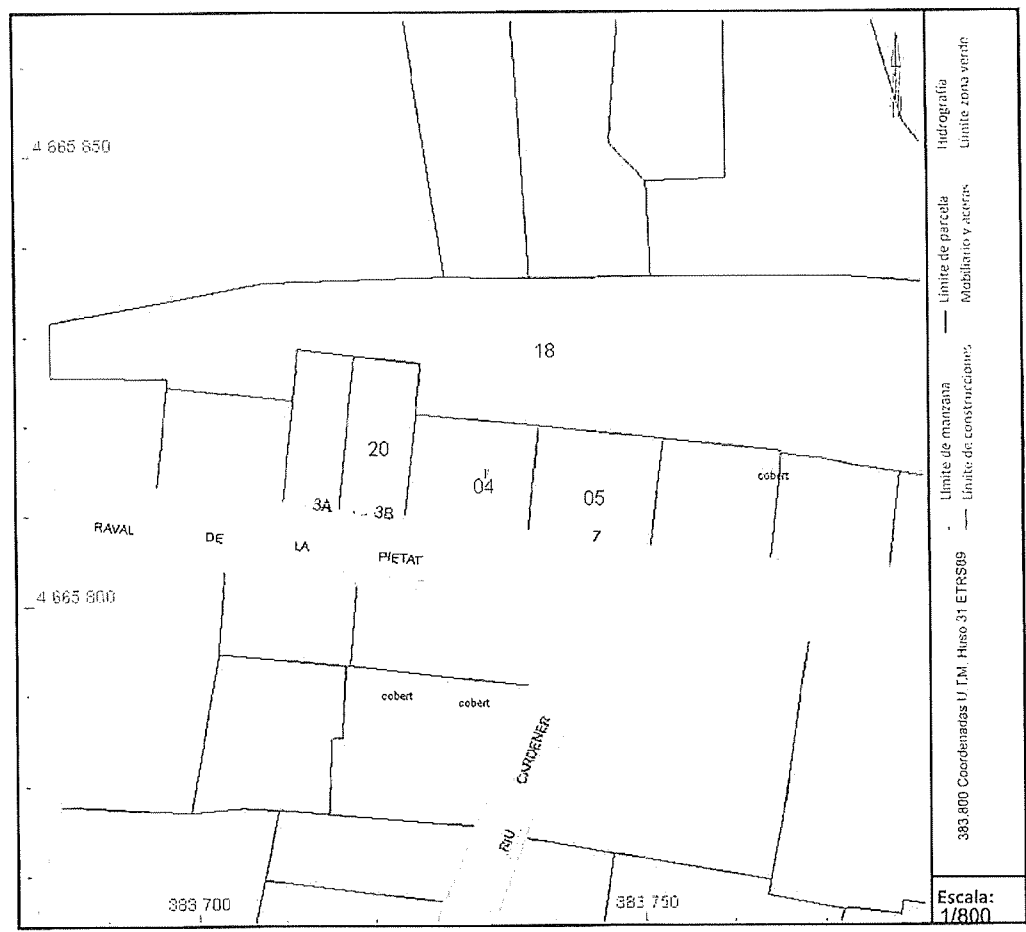 4 665 850
18
20
04
05
cobert
3A
3B
7
RAVAL DE LA PIETAT
4 665 800
cobert
cobert
RIU CARDENER
383 700
383 750
Hidrografía
Límite zona verde
Límite de parcela
Mobiliario y aceras
Límite de manzana
Límite de construcciones
383.800 Coordenadas U.T.M. Huso 31 ETRS89
Escala:
1/800